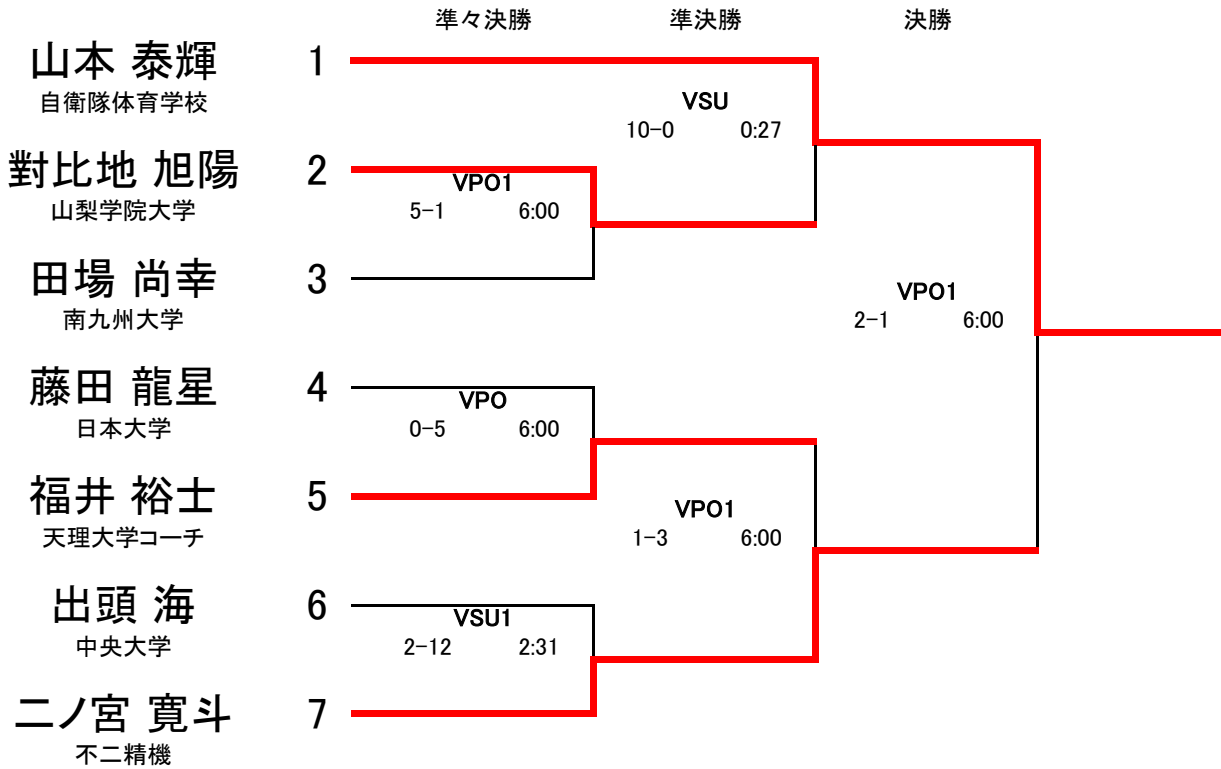 準々決勝 準決勝 決勝
山本 泰輝 1
自衛隊体育学校
VSU
10-0 0:27
對比地 旭陽 2
山梨学院大学
VPO1
5-1 6:00
田場 尚幸 3
南九州大学
VPO1
2-1 6:00
藤田 龍星 4
日本大学
VPO
0-5 6:00
福井 裕士 5
天理大学コーチ
VPO1
1-3 6:00
出頭 海 6
中央大学
VSU1
2-12 2:31
二ノ宮 寛斗 7
不二精機